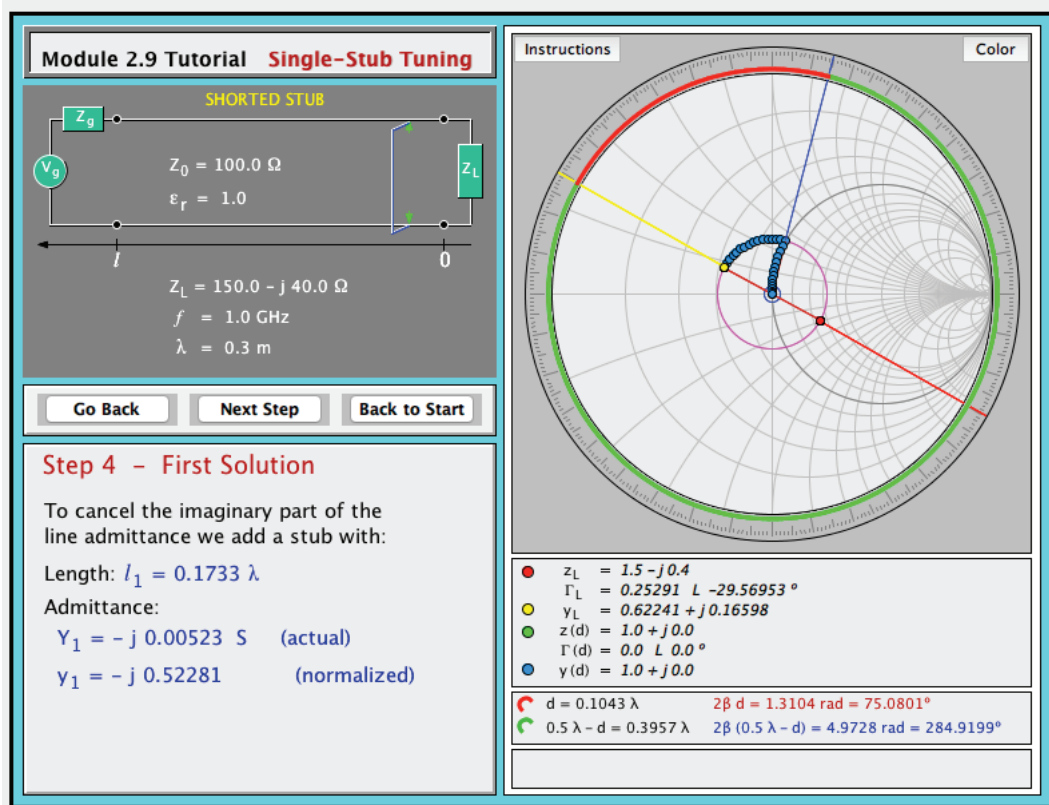 Module 2.9 Tutorial Single-Stub Tuning
SHORTED STUB
Zg
Vg
Z0 = 100.0 Ω
εr = 1.0
ZL
l
0
ZL = 150.0 - j 40.0 Ω
f = 1.0 GHz
λ = 0.3 m
Go Back
Next Step
Back to Start
Step 4 – First Solution
To cancel the imaginary part of the
line admittance we add a stub with:
Length: l1 = 0.1733 λ
Admittance:
Y1 = - j 0.00523 S (actual)
y1 = - j 0.52281 (normalized)
Instructions
Color
zL = 1.5 - j 0.4
ΓL = 0.25291 L -29.56953 º
yL = 0.62241 + j 0.16598
z (d) = 1.0 + j 0.0
Γ (d) = 0.0 L 0.0 º
y (d) = 1.0 + j 0.0
d = 0.1043 λ 2β d = 1.3104 rad = 75.0801º
0.5 λ - d = 0.3957 λ 2β (0.5 λ - d) = 4.9728 rad = 284.9199º